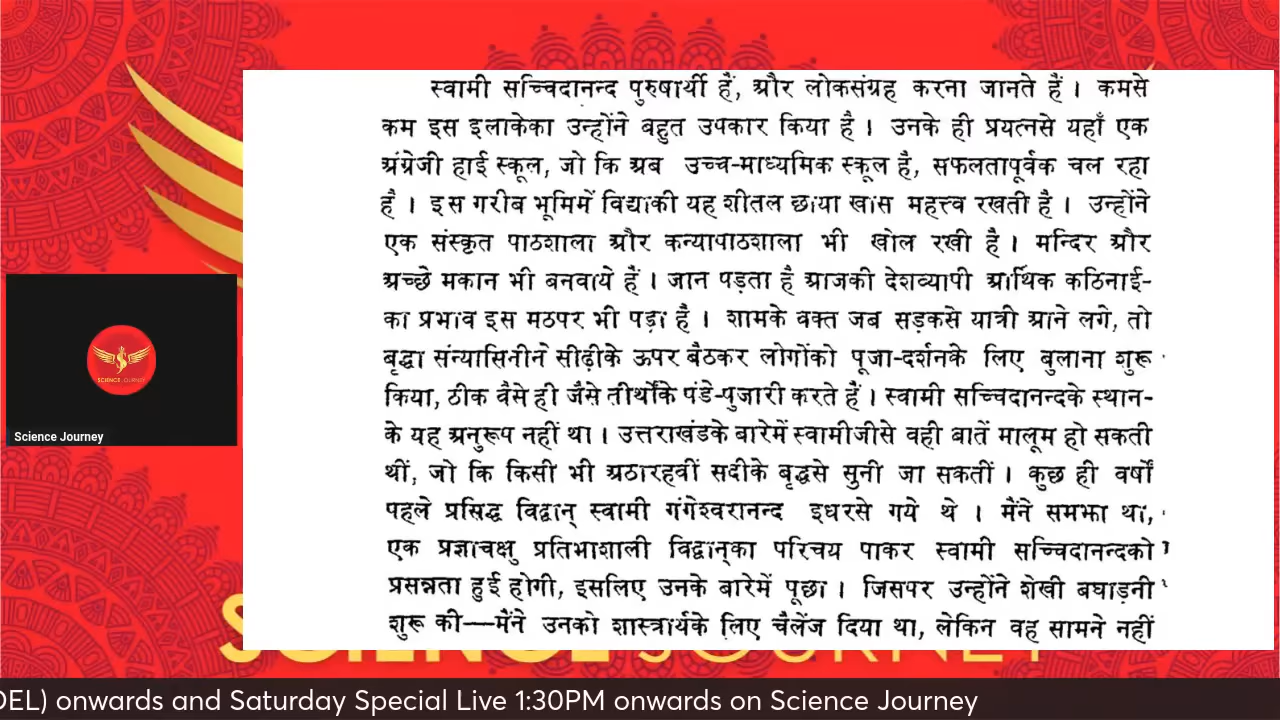 स्वामी सच्चिदानन्द पुरुषार्थी हैं, और लोकसंग्रह करना जानते हैं । कमसे
कम इस इलाकेका उन्होंने बहुत उपकार किया है । उनके ही प्रयत्नसे यहाँ एक
अंग्रेजी हाई स्कूल, जो कि अब उच्च-माध्यमिक स्कूल है, सफलतापूर्वक चल रहा
है । इस गरीब भूमिमें विद्याकी यह शीतल छाया खास महत्त्व रखती है । उन्होंने
एक संस्कृत पाठशाला और कन्यापाठशाला भी खोल रखी है । मन्दिर और
अच्छे मकान भी बनवाये हैं । जान पड़ता है आजकी देशव्यापी आर्थिक कठिनाई-
का प्रभाव इस मठपर भी पड़ा है । शामके वक्त जब सड़कसे यात्री आने लगे, तो
बृद्धा संन्यासिनीने सीढ़ीके ऊपर बैठकर लोगोंको पूजा-दर्शनके लिए बुलाना शुरू
किया, ठीक वैसे ही जैसे तीर्थोंके पंडे-पुजारी करते हैं । स्वामी सच्चिदानन्दके स्थान-
के यह अनुरूप नहीं था । उत्तराखंडके बारेमें स्वामीजीसे वही बातें मालूम हो सकती
थीं, जो कि किसी भी अठारहवीं सदीके बृद्धसे सुनी जा सकतीं । कुछ ही वर्षों
पहले प्रसिद्ध विद्वान् स्वामी गंगेश्वरानन्द इधरसे गये थे । मैंने समझा था,
एक प्रज्ञाचक्षु प्रतिभाशाली विद्वान्‌का परिचय पाकर स्वामी सच्चिदानन्दको
प्रसन्नता हुई होगी, इसलिए उनके बारेमें पूछा । जिसपर उन्होंने शेखी बघाड़नी
शुरू की—मैंने उनको शास्त्रार्थके लिए चैलेंज दिया था, लेकिन वह सामने नहीं
SCIENCE JOURNEY
Science Journey
SCIENCE JOURNEY
DEL) onwards and Saturday Special Live 1:30PM onwards on Science Journey